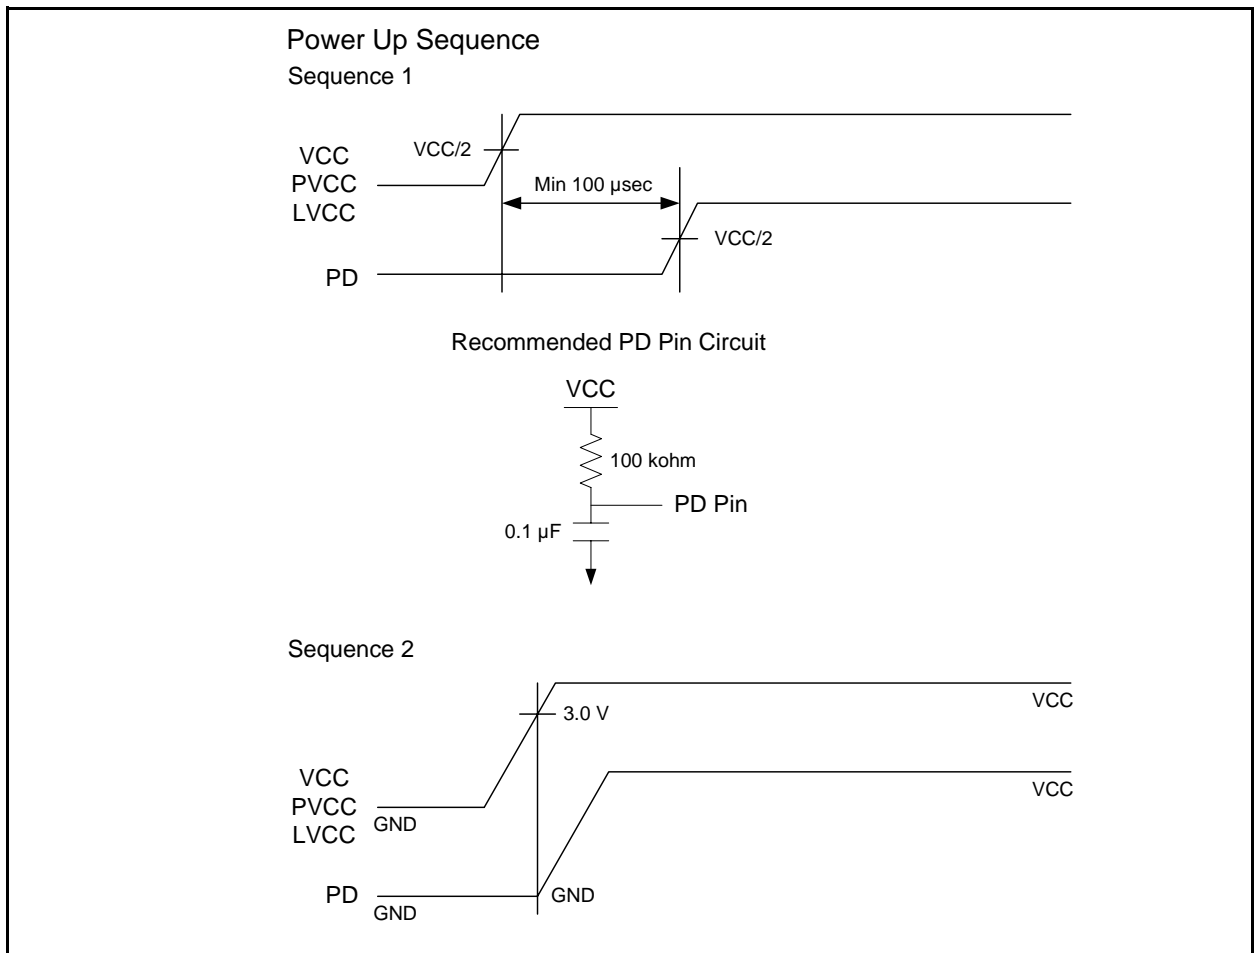 Power Up Sequence
Sequence 1
VCC/2
VCC
PVCC
LVCC
Min 100 µsec
VCC/2
PD
Recommended PD Pin Circuit
VCC
100 kohm
PD Pin
0.1 µF
Sequence 2
VCC
3.0 V
VCC
PVCC
LVCC
GND
VCC
PD
GND
GND